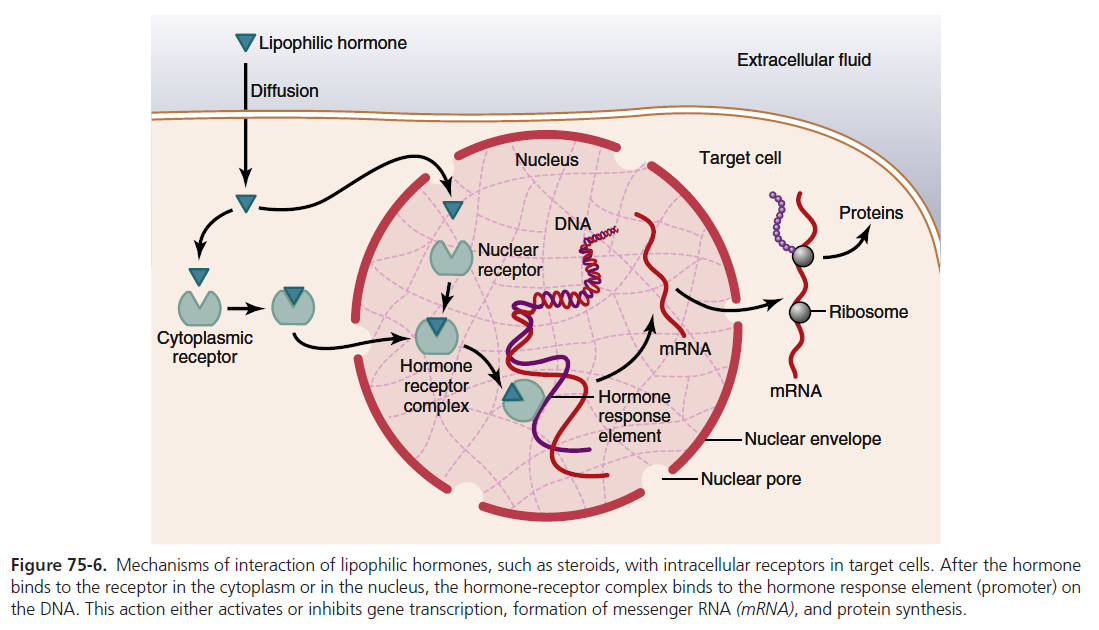 Lipophilic hormone
Extracellular fluid
Diffusion
Nucleus
Target cell
DNA
Proteins
Nuclear
receptor
Ribosome
Cytoplasmic
receptor
mRNA
Hormone
receptor
complex
mRNA
Hormone
response
element
Nuclear envelope
Nuclear pore
Figure 75-6. Mechanisms of interaction of lipophilic hormones, such as steroids, with intracellular receptors in target cells. After the hormone
binds to the receptor in the cytoplasm or in the nucleus, the hormone-receptor complex binds to the hormone response element (promoter) on
the DNA. This action either activates or inhibits gene transcription, formation of messenger RNA (mRNA), and protein synthesis.